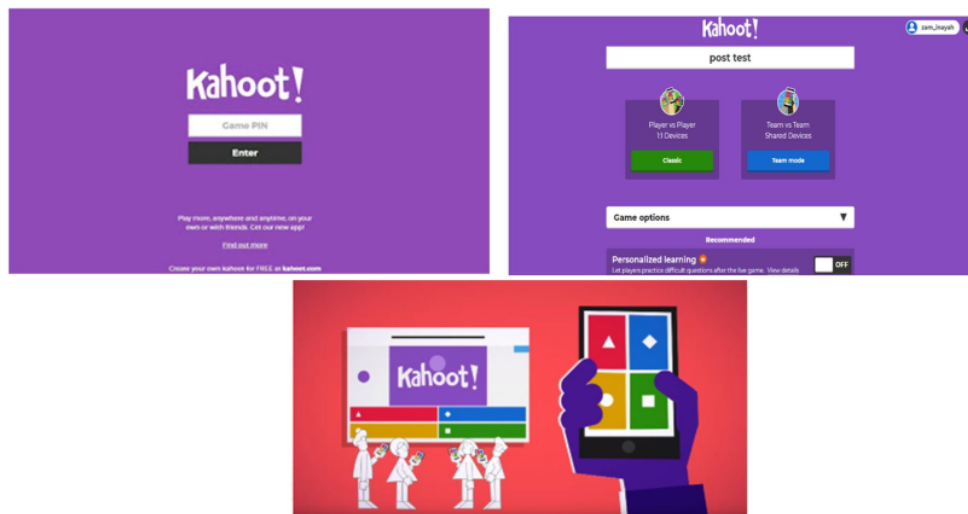 Kahoot!
Game PIN
Enter
Play more, anywhere and anytime, on your
own or with friends. Get our new app!
Find out more
Create your own kahoot for FREE at kahoot.com
Kahoot!
zam_inayah
post test
Player vs Player
1:1 Devices
Classic
Team vs Team
Shared Devices
Team mode
Game options
Recommended
Personalized learning
OFF
Let players practice difficult questions after the live game. View details
Kahoot!